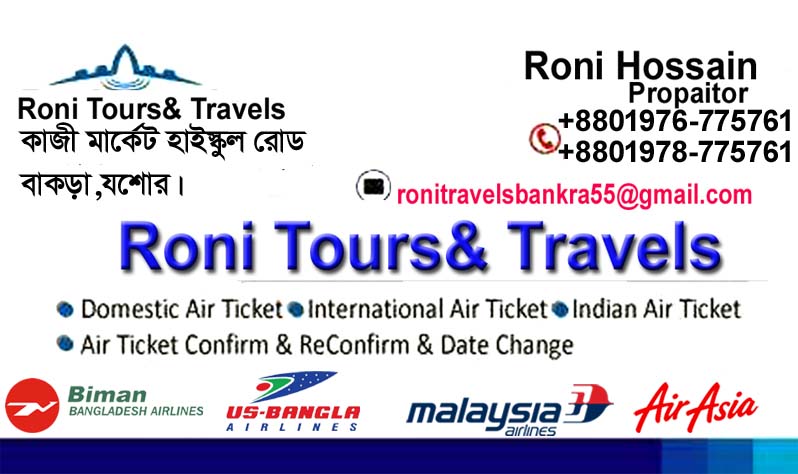 Roni Tours& Travels
কাজী মার্কেট হাইস্কুল রোড
বাকড়া,যশোর।
Roni Hossain
Propaitor
+8801976-775761
+8801978-775761
ronitravelsbankra55@gmail.com
Roni Tours& Travels
Domestic Air Ticket International Air Ticket Indian Air Ticket
Air Ticket Confirm & ReConfirm & Date Change
Biman
BANGLADESH AIRLINES
US-BANGLA
AIRLINES
malaysia
airlines
AirAsia